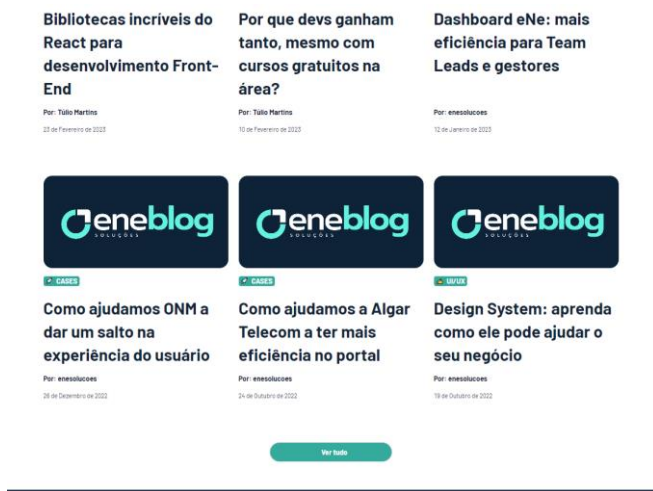 Bibliotecas incríveis do
React para
desenvolvimento Front-
End
Por: Túlio Martins
23 de Fevereiro de 2023
Por que devs ganham
tanto, mesmo com
cursos gratuitos na
área?
Por: Túlio Martins
10 de Fevereiro de 2023
Dashboard eNe: mais
eficiência para Team
Leads e gestores
Por: enesolucoes
12 de Janeiro de 2023
eneblog
SOLUÇÕES
CASES
Como ajudamos ONM a
dar um salto na
experiência do usuário
Por: enesolucoes
26 de Dezembro de 2022
eneblog
SOLUÇÕES
CASES
Como ajudamos a Algar
Telecom a ter mais
eficiência no portal
Por: enesolucoes
24 de Outubro de 2022
eneblog
SOLUÇÕES
UI/UX
Design System: aprenda
como ele pode ajudar o
seu negócio
Por: enesolucoes
19 de Outubro de 2022
Ver tudo